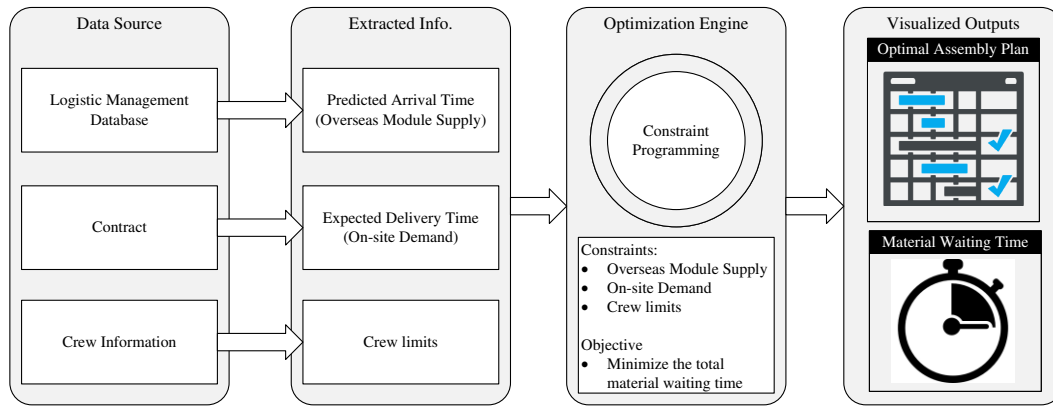 Data Source
Logistic Management
Database
Contract
Crew Information
Extracted Info.
Predicted Arrival Time
(Overseas Module Supply)
Expected Delivery Time
(On-site Demand)
Crew limits
Optimization Engine
Constraint
Programming
Constraints:
• Overseas Module Supply
• On-site Demand
• Crew limits
Objective
• Minimize the total
material waiting time
Visualized Outputs
Optimal Assembly Plan
Material Waiting Time